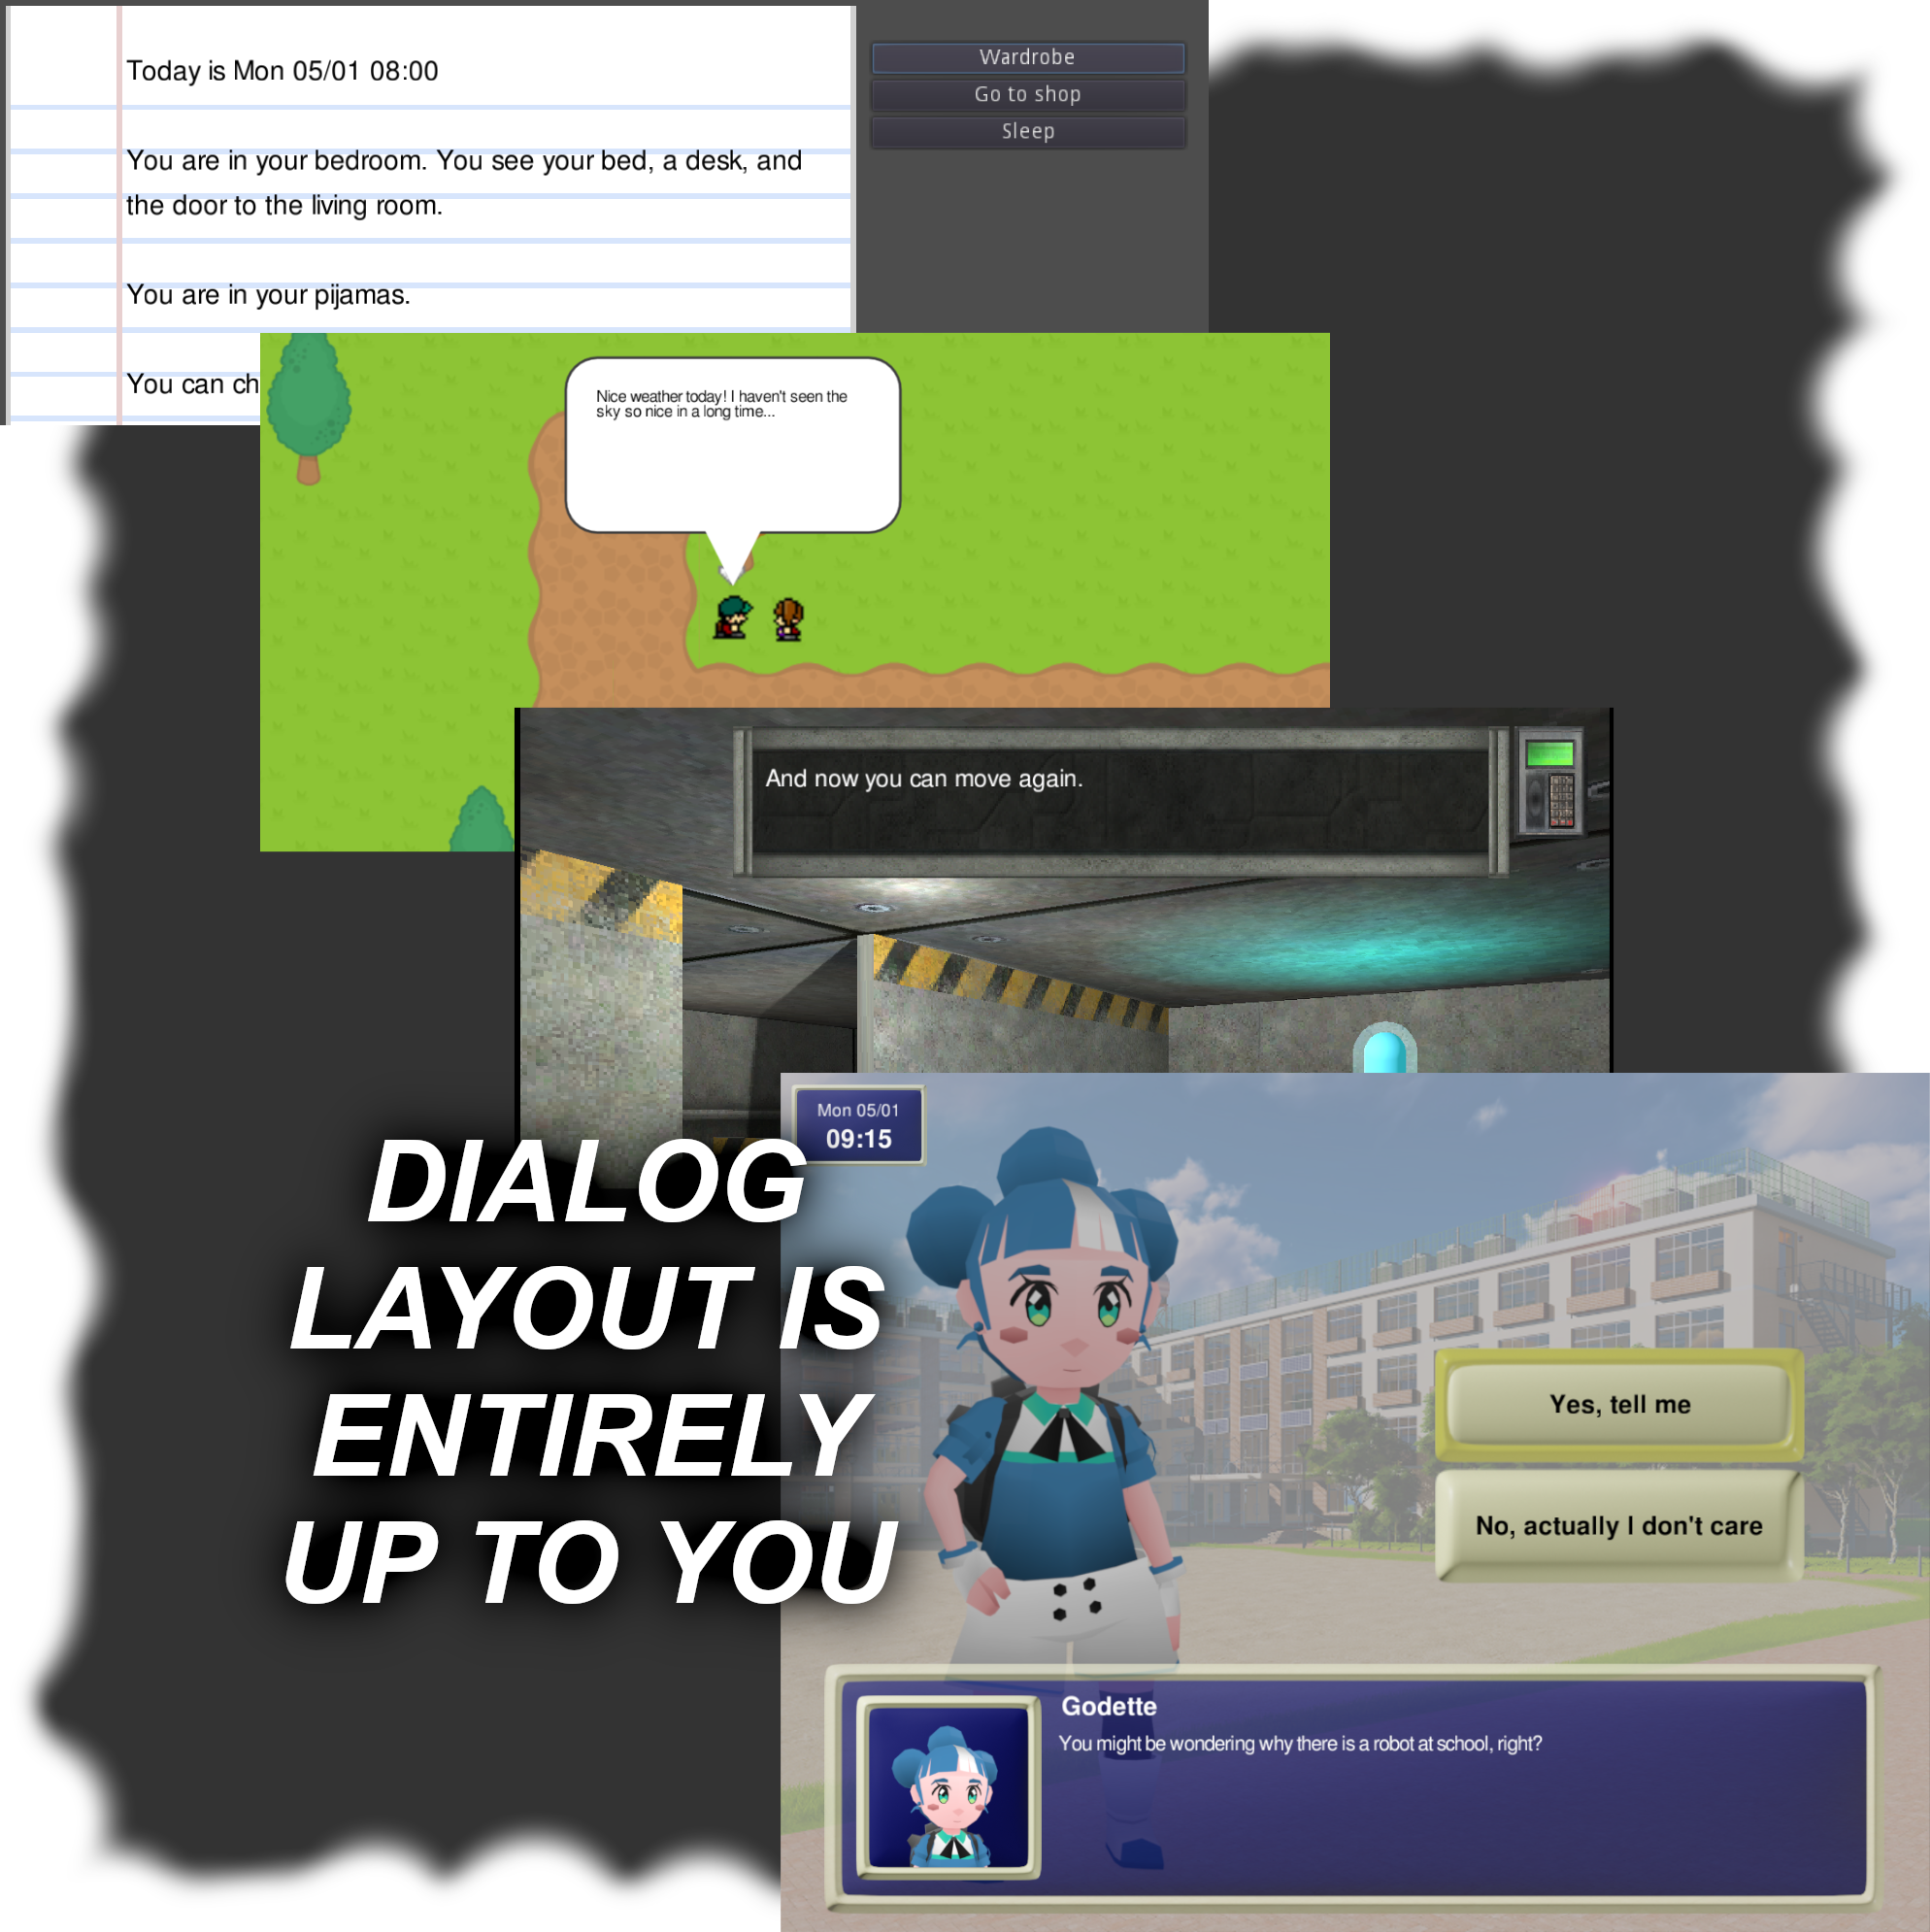 Today is Mon 05/01 08:00
Wardrobe
Go to shop
Sleep
You are in your bedroom. You see your bed, a desk, and
the door to the living room.
You are in your pijamas.
You can ch
Nice weather today! I haven't seen the
sky so nice in a long time...
And now you can move again.
Mon 05/01
09:15
DIALOG
LAYOUT IS
ENTIRELY
UP TO YOU
Yes, tell me
No, actually I don't care
Godette
You might be wondering why there is a robot at school, right?